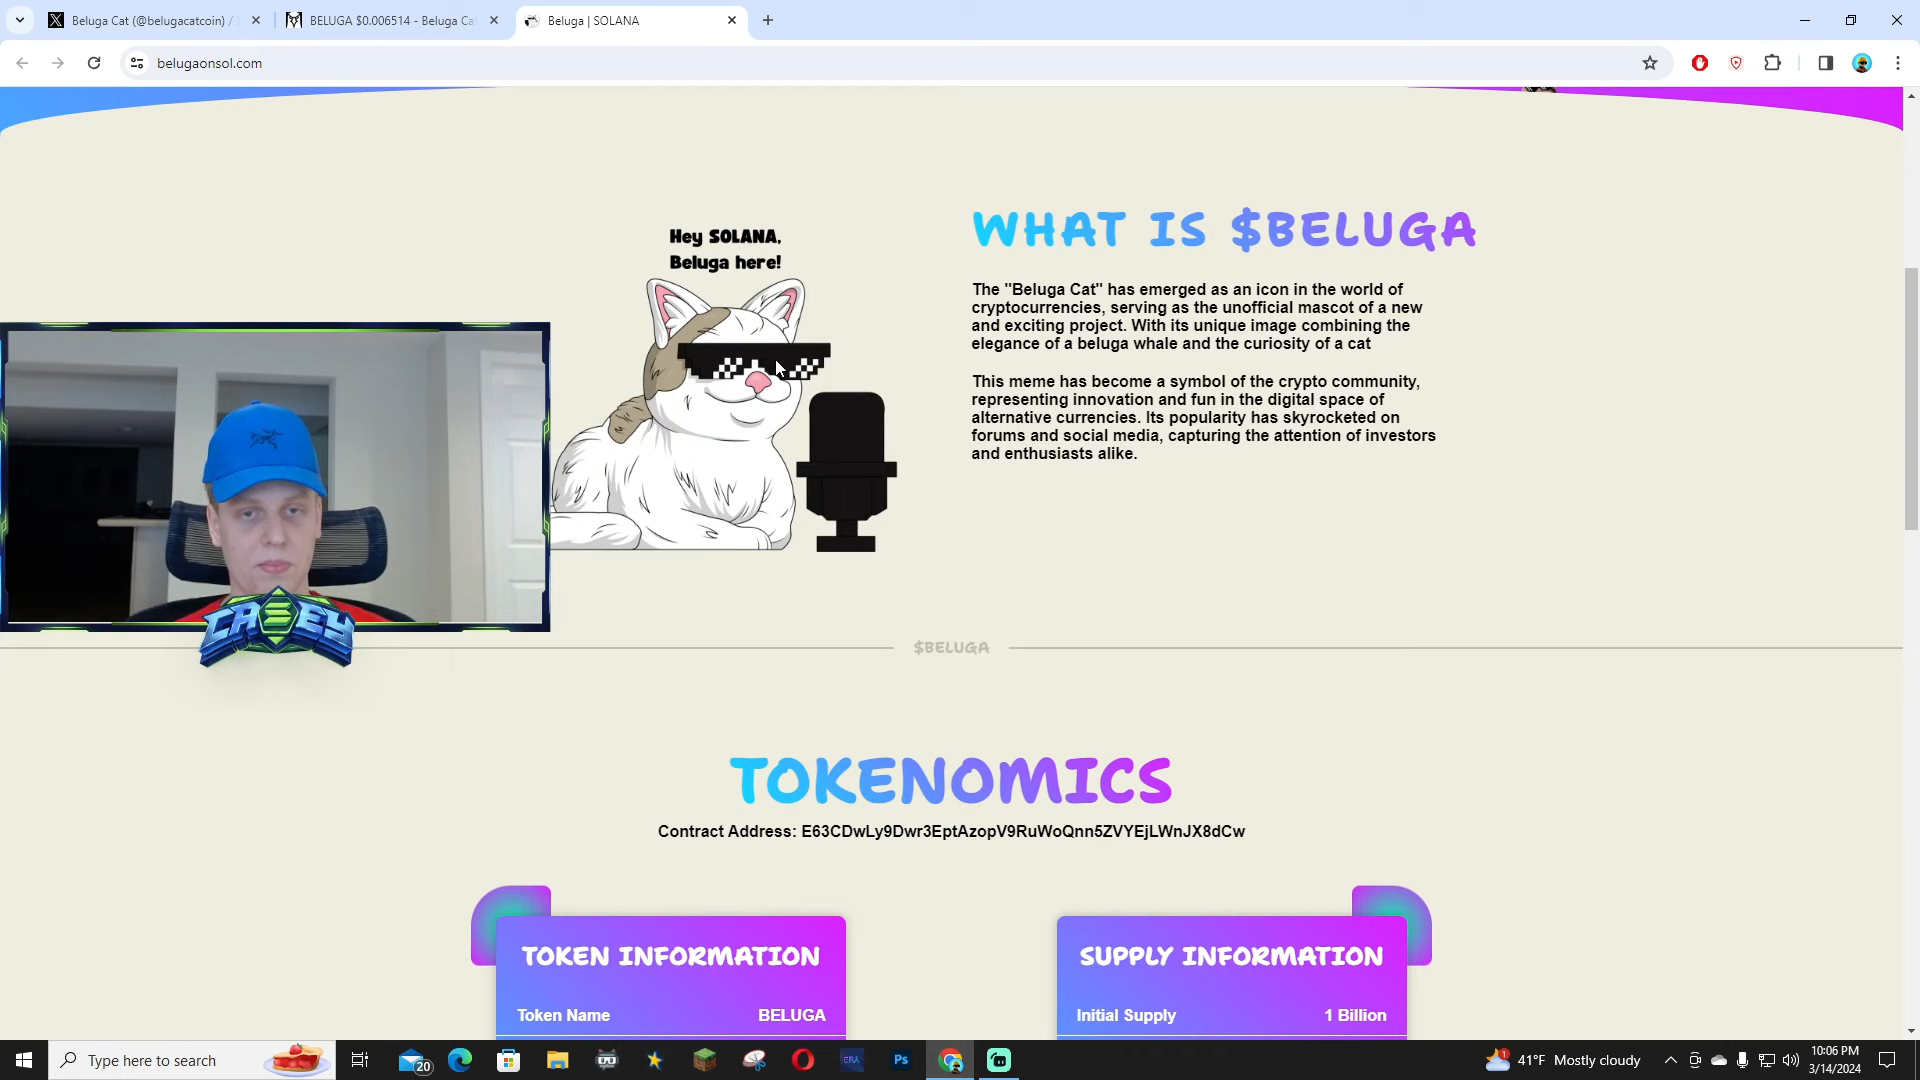 Beluga Cat (@belugacatcoin) /
BELUGA $0.006514 - Beluga Ca
Beluga | SOLANA
belugaonsol.com
Hey SOLANA,
Beluga here!
WHAT IS $BELUGA
The "Beluga Cat" has emerged as an icon in the world of
cryptocurrencies, serving as the unofficial mascot of a new
and exciting project. With its unique image combining the
elegance of a beluga whale and the curiosity of a cat
This meme has become a symbol of the crypto community,
representing innovation and fun in the digital space of
alternative currencies. Its popularity has skyrocketed on
forums and social media, capturing the attention of investors
and enthusiasts alike.
CASEY
$BELUGA
TOKENOMICS
Contract Address: E63CDwLy9Dwr3EptAzopV9RuWoQnn5ZVYEjLWnJX8dCw
TOKEN INFORMATION
Token Name BELUGA
SUPPLY INFORMATION
Initial Supply 1 Billion
Type here to search
20
CRA
Ps
1
41°F Mostly cloudy
10:06 PM
3/14/2024